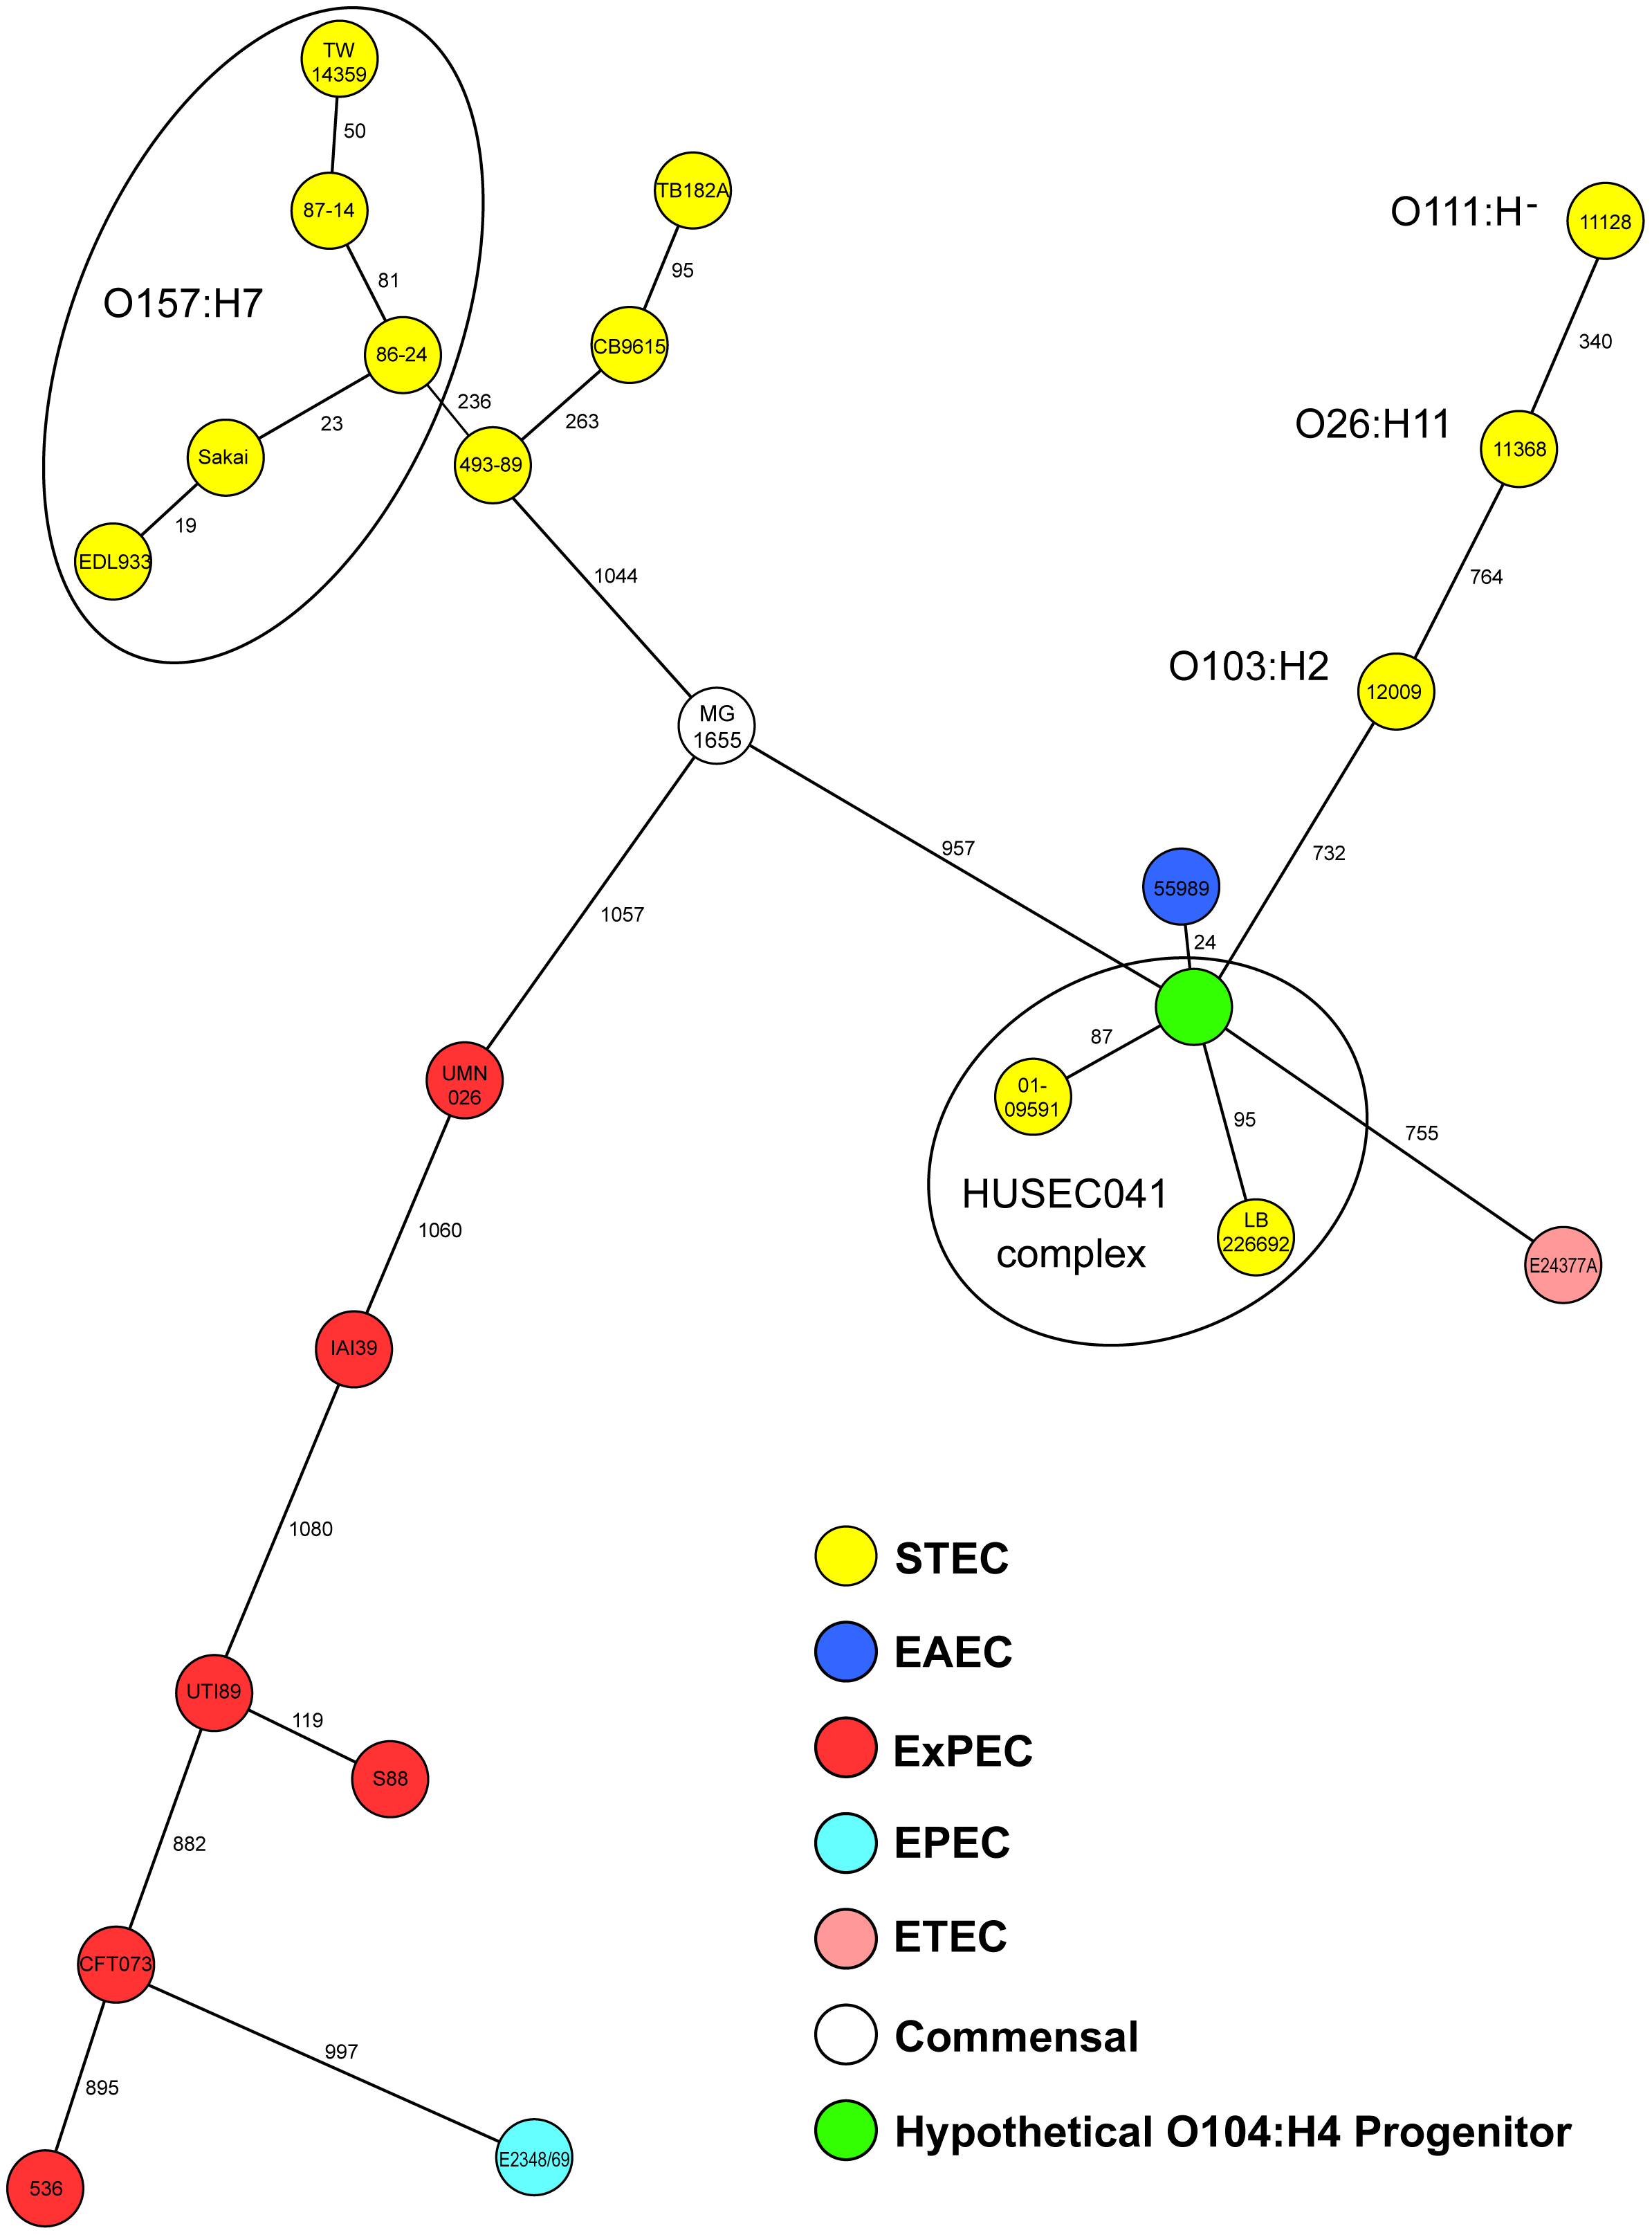 TW
14359
50
87-14
81
O157:H7
86-24
23
Sakai
19
EDL933
236
493-89
263
CB9615
95
TB182A
1044
MG
1655
O111:H-
11128
340
O26:H11
11368
764
O103:H2
12009
732
957
55989
24
87
01-
09591
95
LB
226692
HUSEC041
complex
755
E24377A
1057
UMN
026
1060
IAI39
1080
UTI89
119
S88
882
CFT073
997
895
536
E2348/69
STEC
EAEC
ExPEC
EPEC
ETEC
Commensal
Hypothetical O104:H4 Progenitor